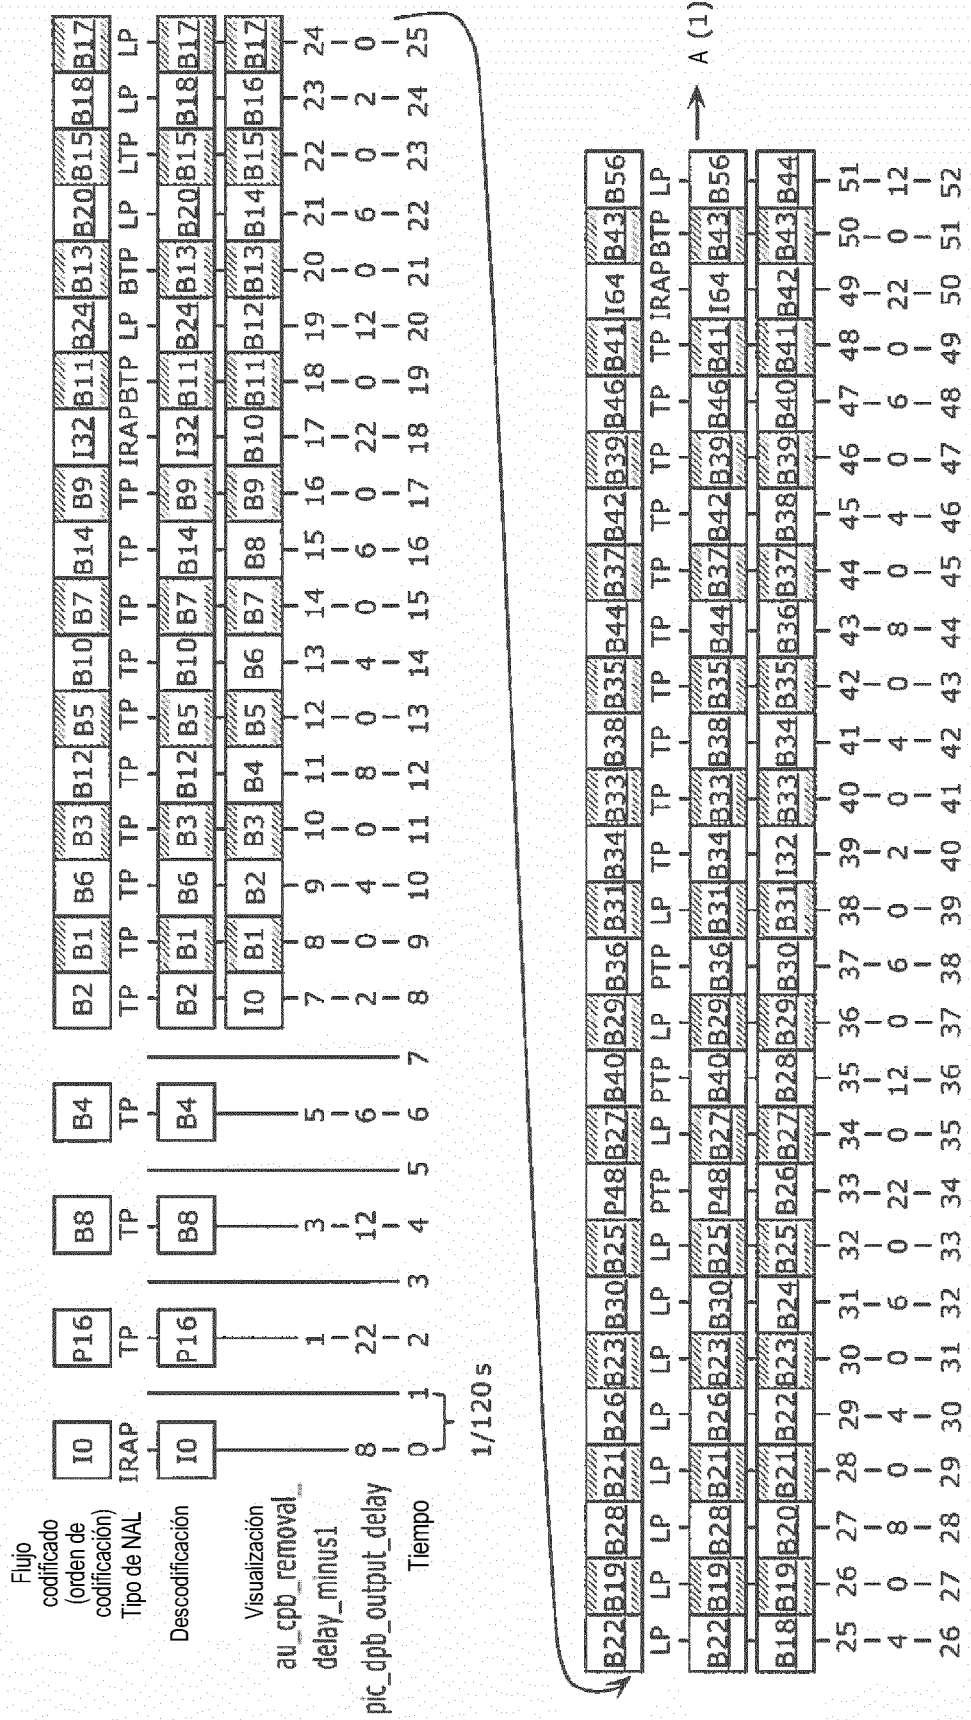 Flujo
codificado
(orden de
codificación)
I0 P16 B8 B4 B2 B1 B6 B3 B12 B5 B10 B7 B14 B9 I32 B11 B24 B13 B20 B15 B18 B17
Tipo de NAL IRAP TP TP TP TP TP TP TP TP TP TP TP TP TP IRAP BTP LP BTP LP LTP LP LP
Descodificación I0 P16 B8 B4 B2 B1 B6 B3 B12 B5 B10 B7 B14 B9 I32 B11 B24 B13 B20 B15 B18 B17
Visualización I0 B1 B2 B3 B4 B5 B6 B7 B8 B9 B10 B11 B12 B13 B14 B15 B16 B17
au_cpb_removal_
delay_minus1 1 3 5 7 8 9 10 11 12 13 14 15 16 17 18 19 20 21 22 23 24
pic_dpb_output_delay 8 22 12 6 2 0 4 0 8 0 4 0 6 0 22 0 12 0 6 0 2 0
Tiempo 0 1 2 3 4 5 6 7 8 9 10 11 12 13 14 15 16 17 18 19 20 21 22 23 24 25
1/120 s
B22 B19 B28 B21 B26 B23 B30 B25 P48 B27 B40 B29 B36 B31 B34 B33 B38 B35 B44 B37 B42 B39 B46 B41 I64 B43 B56
LP LP LP LP LP LP LP LP PTP LP PTP LP PTP LP TP TP TP TP TP TP TP TP TP TP IRAP BTP LP
B22 B19 B28 B21 B26 B23 B30 B25 P48 B27 B40 B29 B36 B31 B34 B33 B38 B35 B44 B37 B42 B39 B46 B41 I64 B43 B56 A (1)
B18 B19 B20 B21 B22 B23 B24 B25 B26 B27 B28 B29 B30 B31 I32 B33 B34 B35 B36 B37 B38 B39 B40 B41 B42 B43 B44
25 26 27 28 29 30 31 32 33 34 35 36 37 38 39 40 41 42 43 44 45 46 47 48 49 50 51
4 0 8 0 4 0 6 0 22 0 12 0 6 0 2 0 4 0 8 0 4 0 6 0 22 0 12
26 27 28 29 30 31 32 33 34 35 36 37 38 39 40 41 42 43 44 45 46 47 48 49 50 51 52